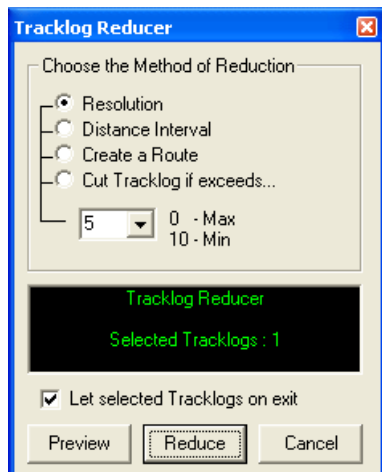 Tracklog Reducer
Choose the Method of Reduction
Resolution
Distance Interval
Create a Route
Cut Tracklog if exceeds...
5
0 - Max
10 - Min
Tracklog Reducer
Selected Tracklogs : 1
Let selected Tracklogs on exit
Preview Reduce Cancel